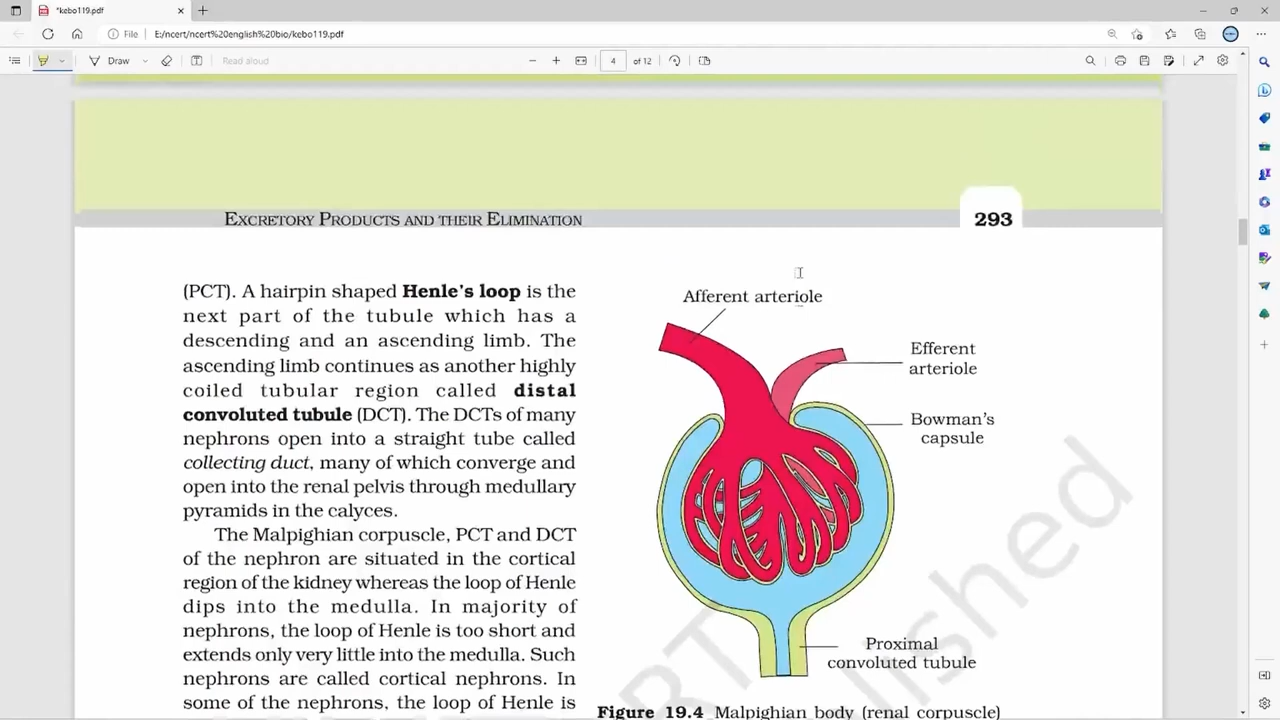 *kebo119.pdf
File
E:/ncert/ncert%20english%20bio/kebo119.pdf
Draw
Read aloud
4
of 12
EXCRETORY PRODUCTS AND THEIR ELIMINATION
293
(PCT). A hairpin shaped Henle's loop is the
next part of the tubule which has a
descending and an ascending limb. The
ascending limb continues as another highly
coiled tubular region called distal
convoluted tubule (DCT). The DCTs of many
nephrons open into a straight tube called
collecting duct, many of which converge and
open into the renal pelvis through medullary
pyramids in the calyces.
The Malpighian corpuscle, PCT and DCT
of the nephron are situated in the cortical
region of the kidney whereas the loop of Henle
dips into the medulla. In majority of
nephrons, the loop of Henle is too short and
extends only very little into the medulla. Such
nephrons are called cortical nephrons. In
some of the nephrons, the loop of Henle is
Afferent arteriole
Efferent
arteriole
Bowman's
capsule
Proximal
convoluted tubule
Figure 19.4 Malpighian body (renal corpuscle)